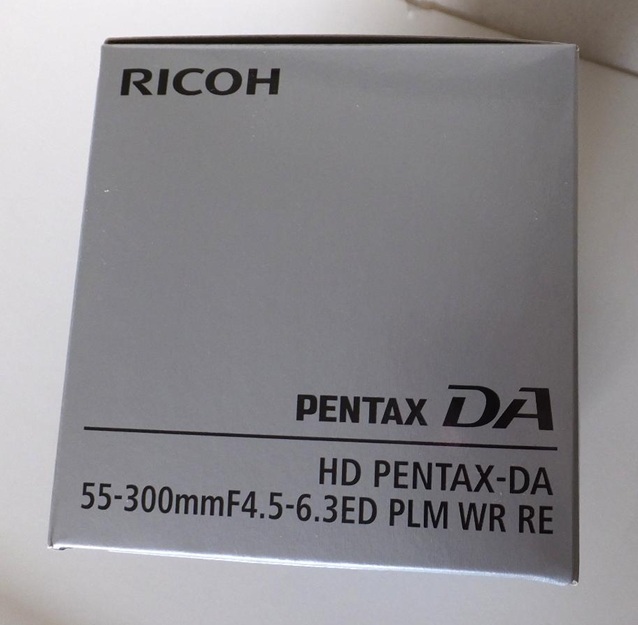 RICOH
PENTAX DA
HD PENTAX-DA
55-300mmF4.5-6.3ED PLM WR RE